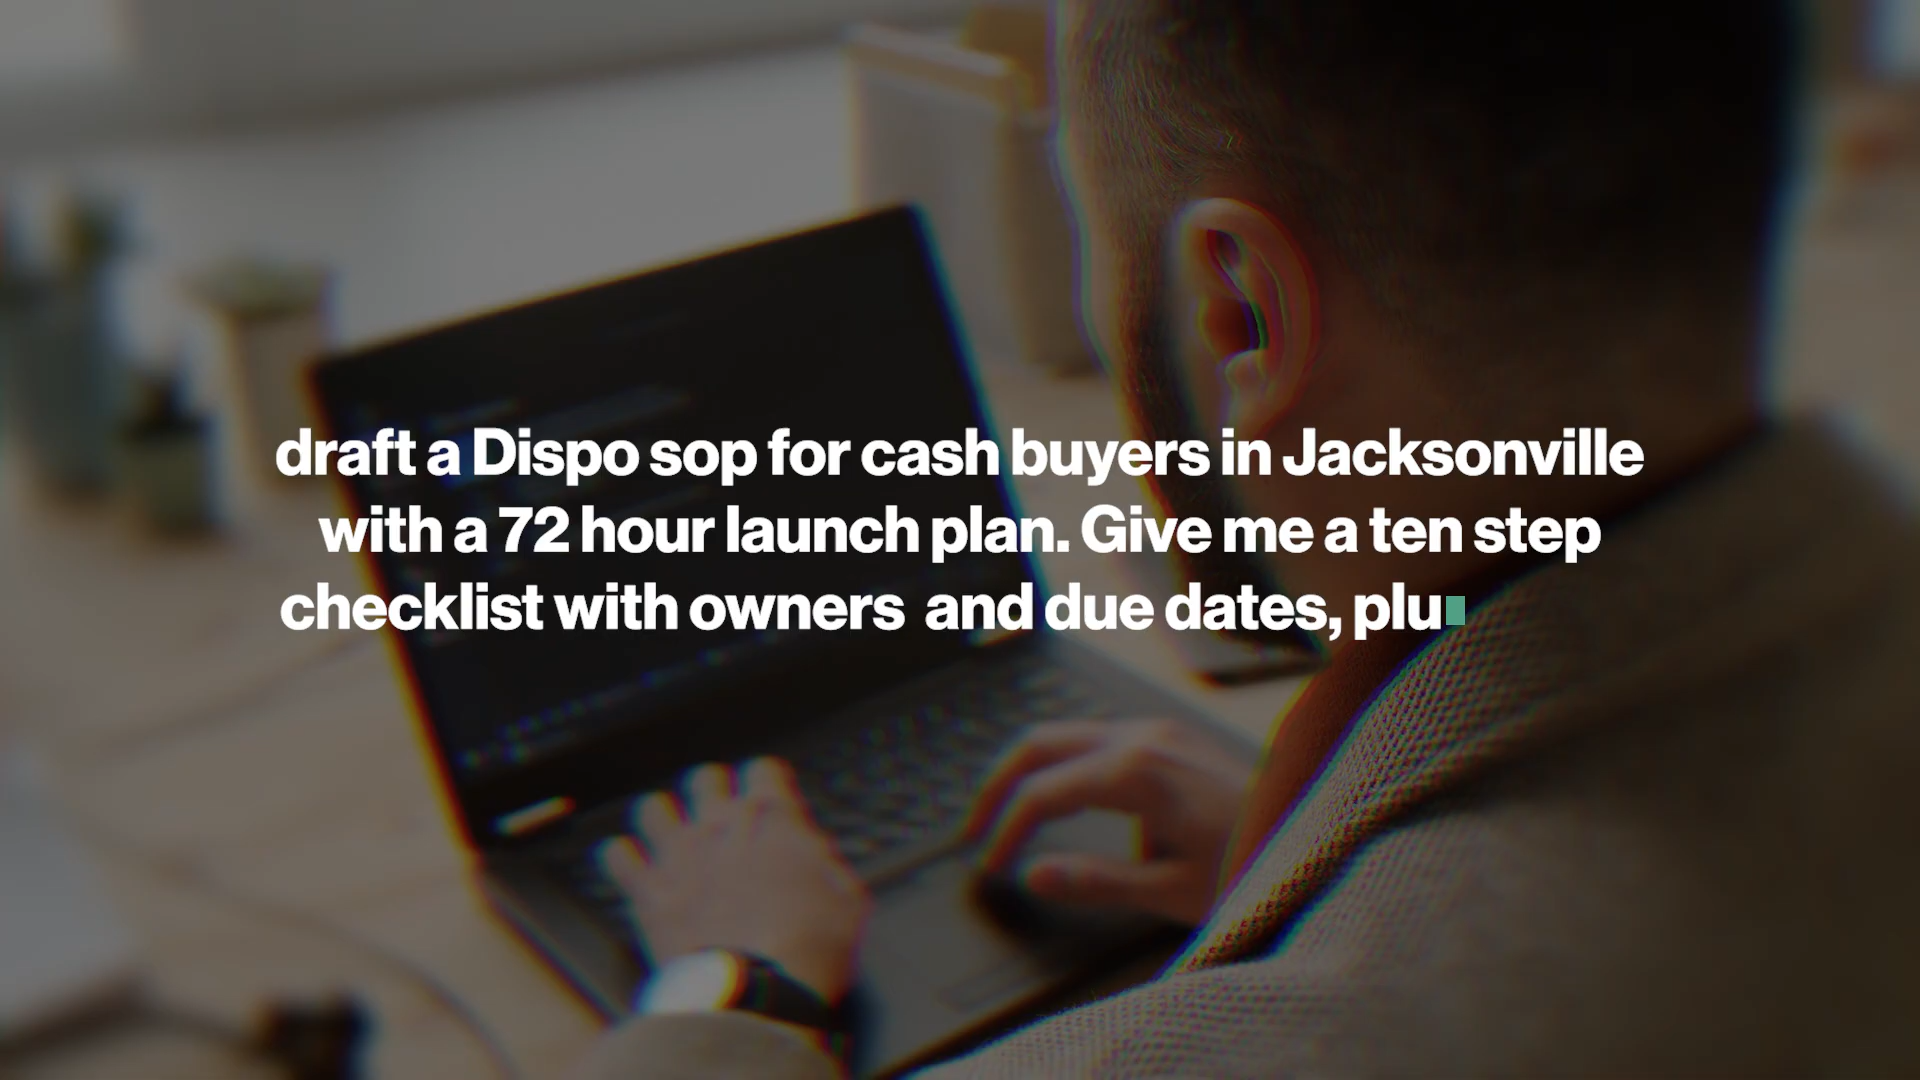 draft a Dispo sop for cash buyers in Jacksonville
with a 72 hour launch plan. Give me a ten step
checklist with owners  and due dates, plu